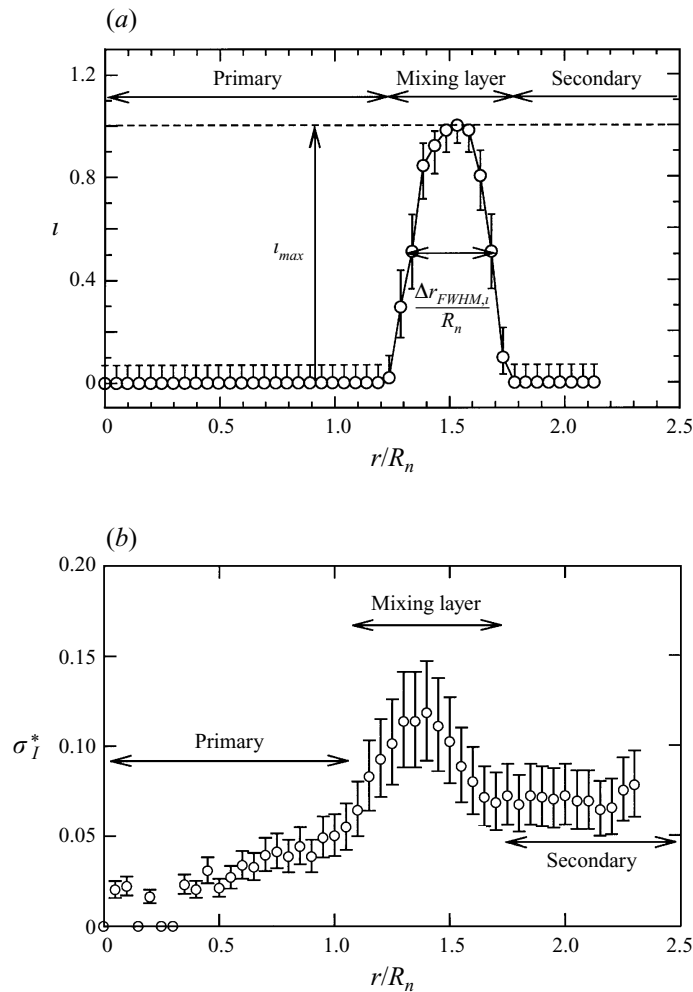 (a)
1.2
Primary
Mixing layer
Secondary
0.8
ι
ι_max
0.4
Δr_FWHM,ι
R_n
0
0
0.5
1.0
1.5
2.0
2.5
r/R_n
(b)
0.20
Mixing layer
0.15
Primary
σ*_I
0.10
0.05
Secondary
0
0.5
1.0
1.5
2.0
2.5
r/R_n